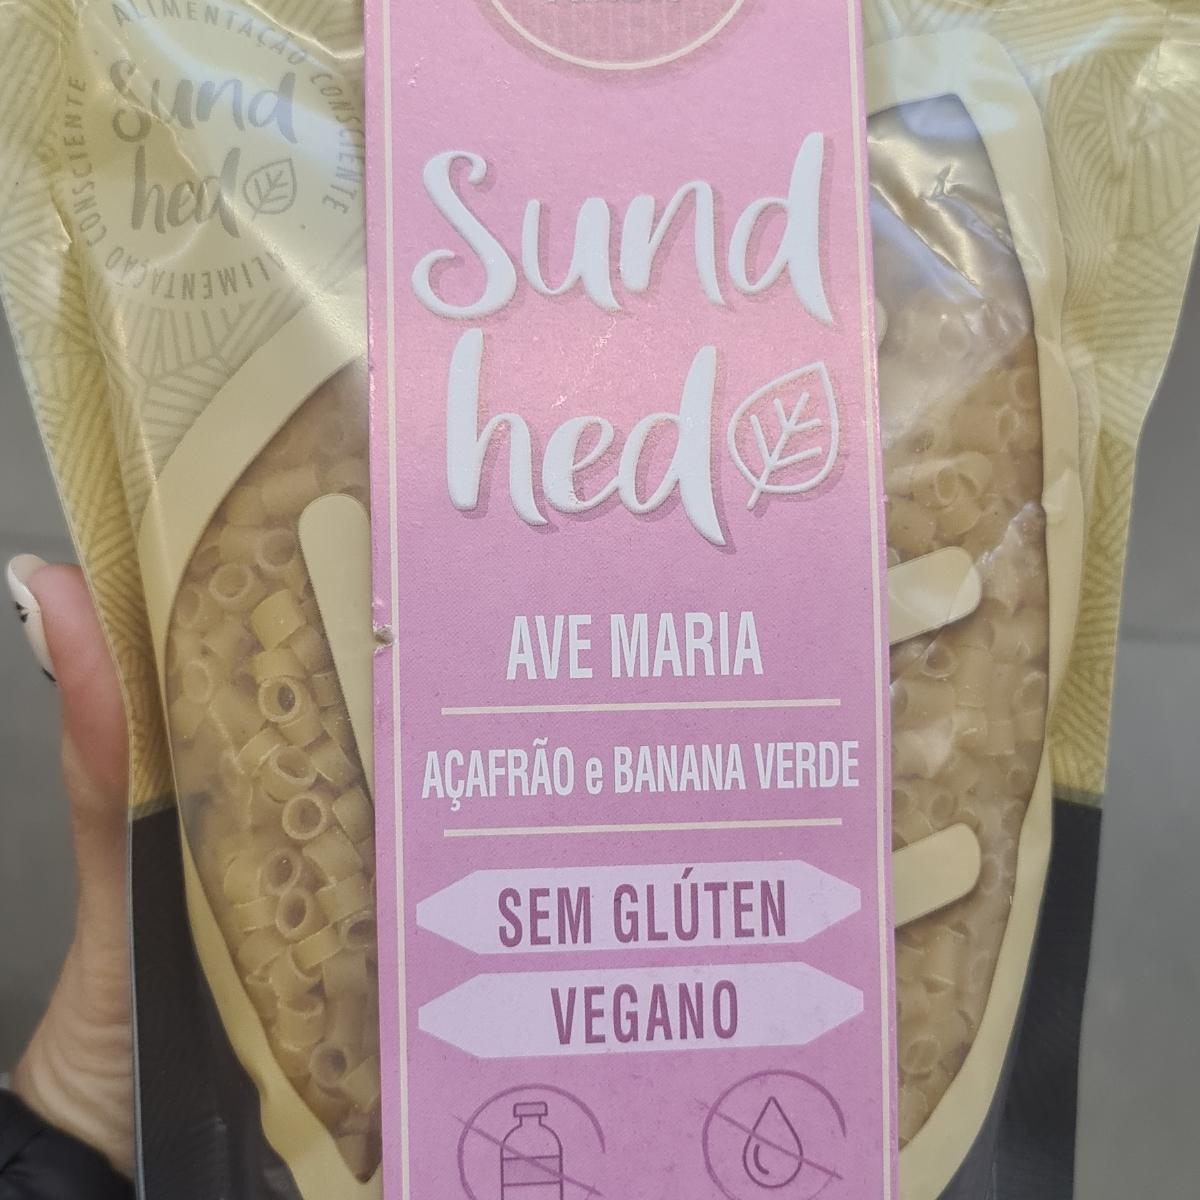 ALIMENTAÇÃO CONSCIENTE
Sund
hed
ALIMENTAÇÃO CONSCIENTE
Sund
hed
AVE MARIA
AÇAFRÃO e BANANA VERDE
SEM GLÚTEN
VEGANO